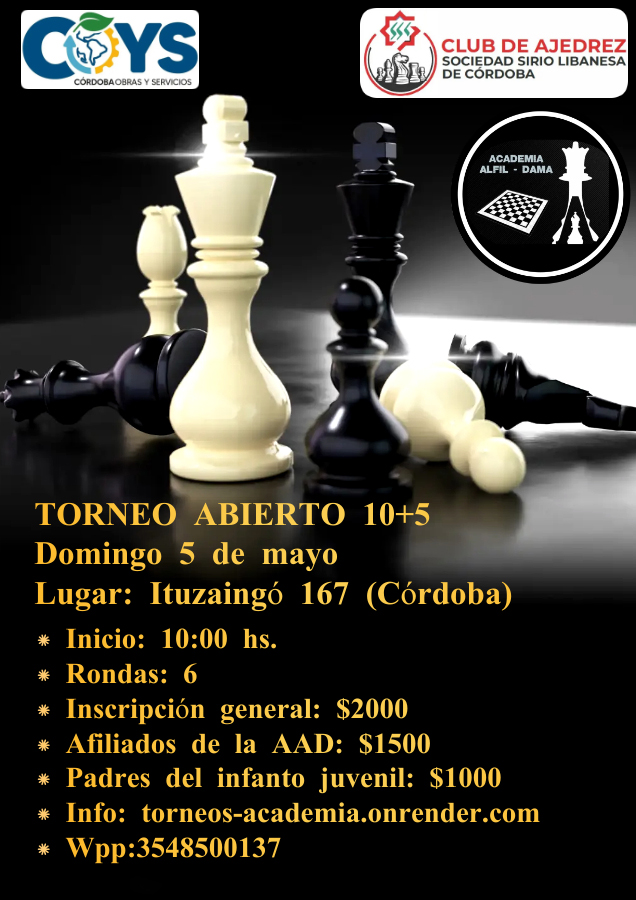 COYS
CÓRDOBA OBRAS Y SERVICIOS
CLUB DE AJEDREZ
SOCIEDAD SIRIO LIBANESA
DE CÓRDOBA
ACADEMIA
ALFIL - DAMA
TORNEO ABIERTO 10+5
Domingo 5 de mayo
Lugar: Ituzaingó 167 (Córdoba)
Inicio: 10:00 hs.
Rondas: 6
Inscripción general: $2000
Afiliados de la AAD: $1500
Padres del infanto juvenil: $1000
Info: torneos-academia.onrender.com
Wpp:3548500137